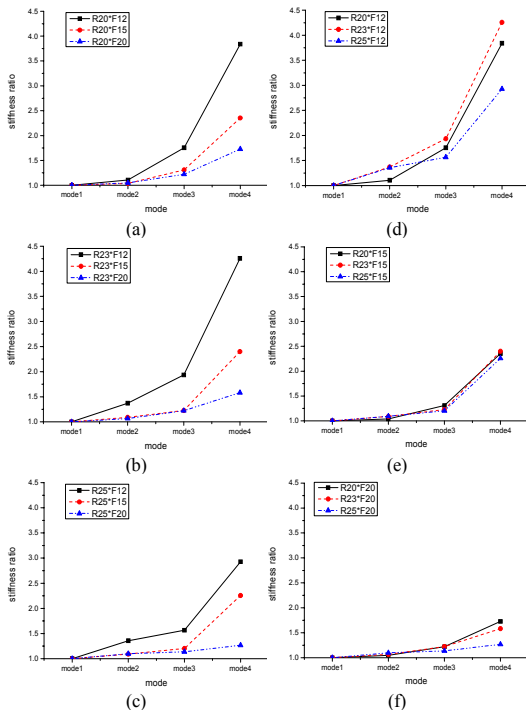 R20*F12
R20*F15
R20*F20
4.5
4.0
3.5
3.0
2.5
2.0
1.5
1.0
stiffness ratio
mode1 mode2 mode3 mode4
mode
(a)
R20*F12
R23*F12
R25*F12
4.5
4.0
3.5
3.0
2.5
2.0
1.5
1.0
stiffness ratio
mode1 mode2 mode3 mode4
mode
(d)
R23*F12
R23*F15
R23*F20
4.5
4.0
3.5
3.0
2.5
2.0
1.5
1.0
stiffness ratio
mode1 mode2 mode3 mode4
mode
(b)
R20*F15
R23*F15
R25*F15
4.5
4.0
3.5
3.0
2.5
2.0
1.5
1.0
stiffness ratio
mode1 mode2 mode3 mode4
mode
(e)
R25*F12
R25*F15
R25*F20
4.5
4.0
3.5
3.0
2.5
2.0
1.5
1.0
stiffness ratio
mode1 mode2 mode3 mode4
mode
(c)
R20*F20
R23*F20
R25*F20
4.5
4.0
3.5
3.0
2.5
2.0
1.5
1.0
stiffness ratio
mode1 mode2 mode3 mode4
mode
(f)